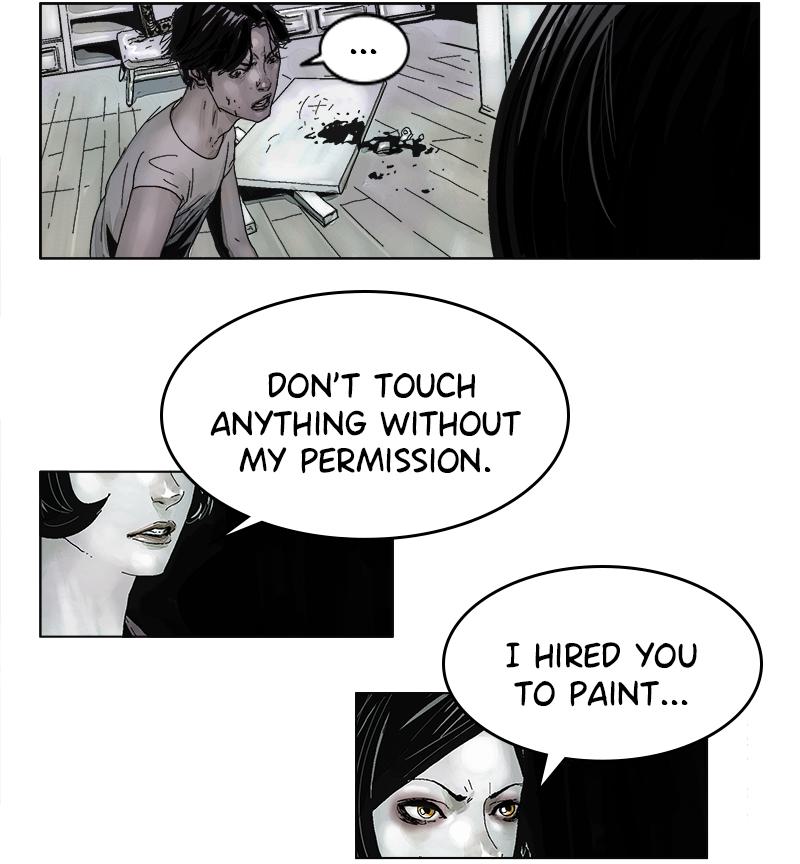 ...
DON'T TOUCH
ANYTHING WITHOUT
MY PERMISSION.
I HIRED YOU
TO PAINT...